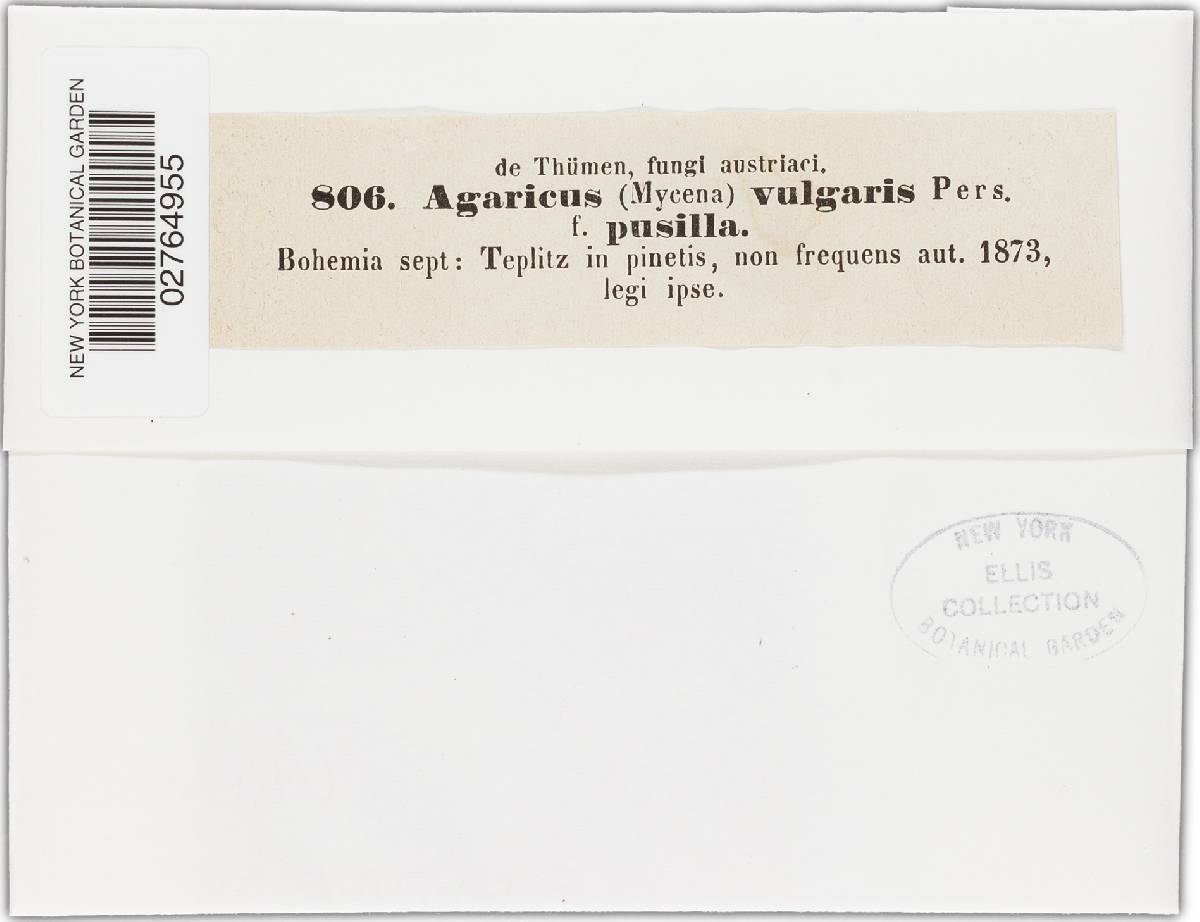 NEW YORK BOTANICAL GARDEN
02764955
de Thümen, fungi austriaci.
806. Agaricus (Mycena) vulgaris Pers.
f. pusilla.
Bohemia sept: Teplitz in pinetis, non frequens aut. 1873,
legi ipse.
NEW YORK
ELLIS
COLLECTION
BOTANICAL GARDEN